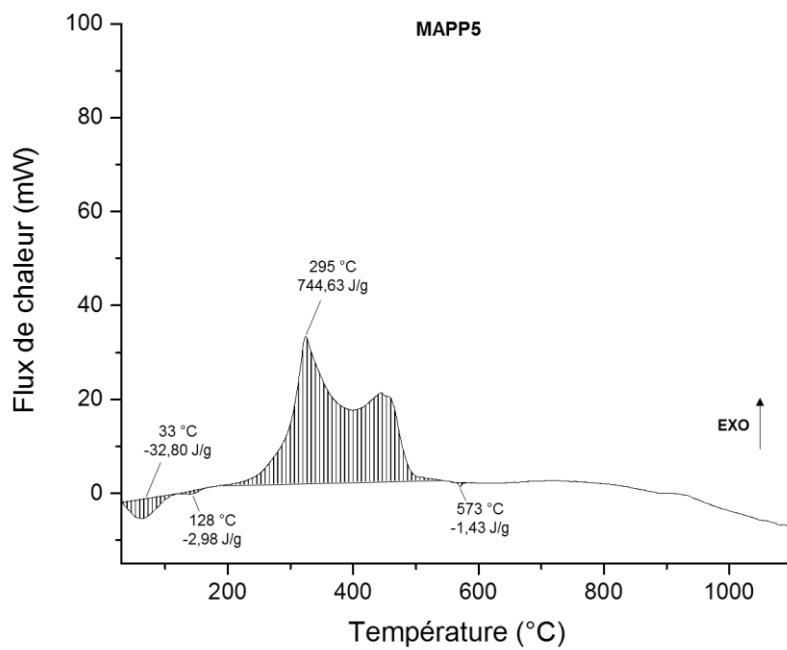 MAPP5
100
80
60
40
20
0
Flux de chaleur (mW)
295 °C
744,63 J/g
33 °C
-32,80 J/g
128 °C
-2,98 J/g
573 °C
-1,43 J/g
EXO
200
400
600
800
1000
Température (°C)